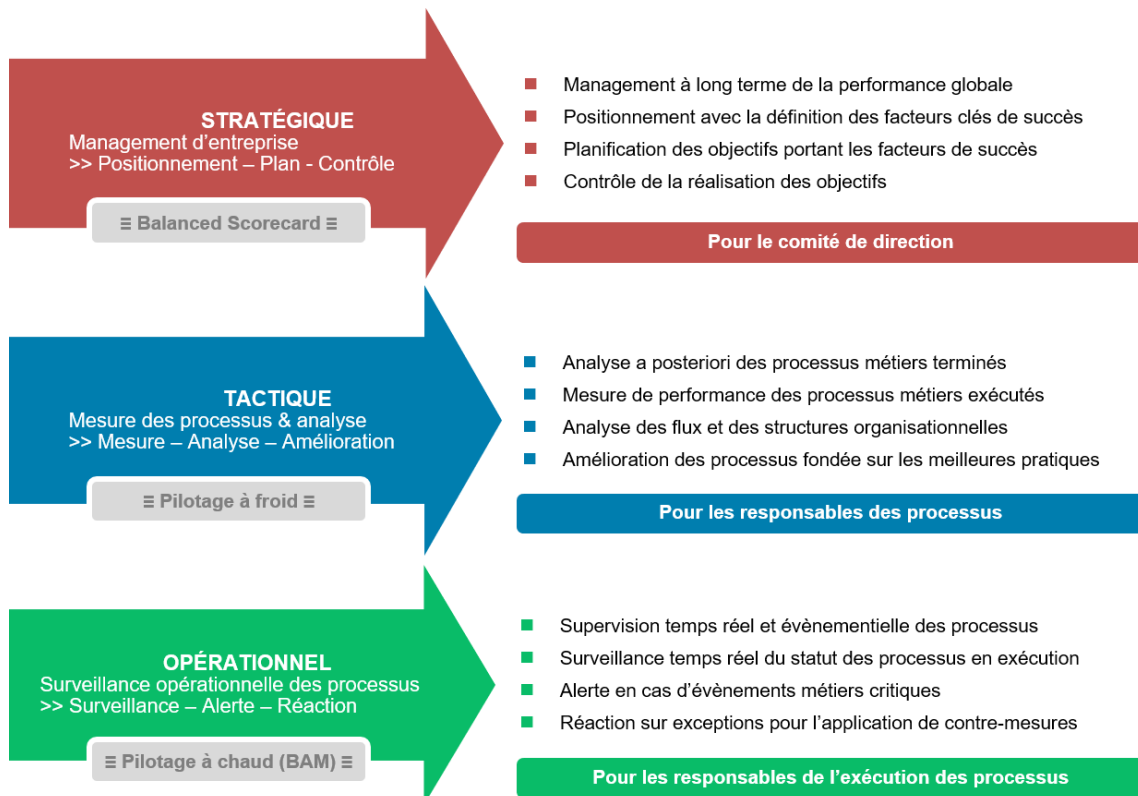 STRATÉGIQUE
Management d'entreprise
>> Positionnement – Plan - Contrôle
≡ Balanced Scorecard ≡
Management à long terme de la performance globale
Positionnement avec la définition des facteurs clés de succès
Planification des objectifs portant les facteurs de succès
Contrôle de la réalisation des objectifs
Pour le comité de direction
TACTIQUE
Mesure des processus & analyse
>> Mesure – Analyse – Amélioration
≡ Pilotage à froid ≡
Analyse a posteriori des processus métiers terminés
Mesure de performance des processus métiers exécutés
Analyse des flux et des structures organisationnelles
Amélioration des processus fondée sur les meilleures pratiques
Pour les responsables des processus
OPÉRATIONNEL
Surveillance opérationnelle des processus
>> Surveillance – Alerte – Réaction
≡ Pilotage à chaud (BAM) ≡
Supervision temps réel et évènementielle des processus
Surveillance temps réel du statut des processus en exécution
Alerte en cas d'évènements métiers critiques
Réaction sur exceptions pour l'application de contre-mesures
Pour les responsables de l'exécution des processus